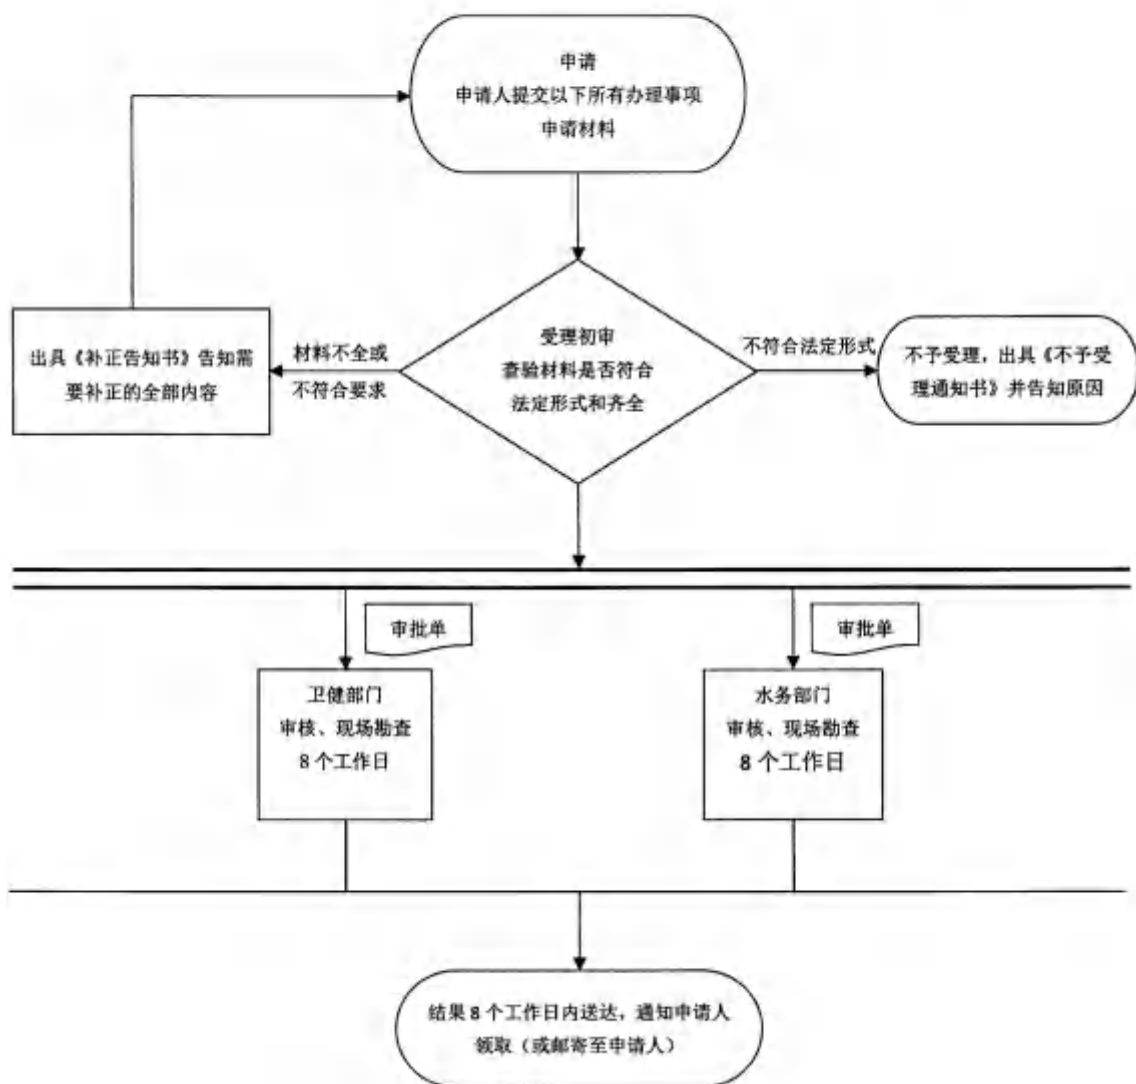 申请
申请人提交以下所有办理事项
申请材料
受理初审
查验材料是否符合
法定形式和齐全
材料不全或
不符合要求
出具《补正告知书》告知需
要补正的全部内容
不符合法定形式
不予受理，出具《不予受
理通知书》并告知原因
审批单
卫健部门
审核、现场勘查
8 个工作日
审批单
水务部门
审核、现场勘查
8 个工作日
结果 8 个工作日内送达，通知申请人
领取（或邮寄至申请人）